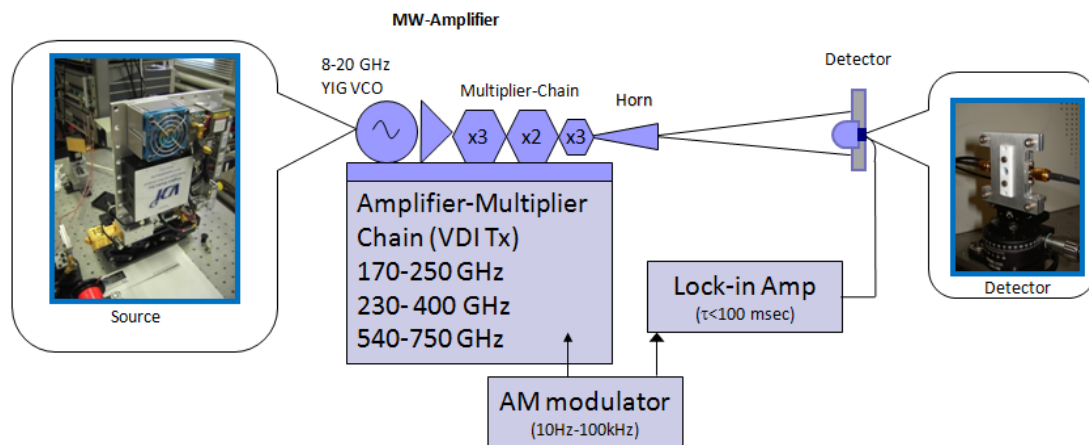 MW-Amplifier
8-20 GHz
YIG VCO
Multiplier-Chain
Horn
Detector
x3
x2
x3
Amplifier-Multiplier
Chain (VDI Tx)
170-250 GHz
230- 400 GHz
540-750 GHz
Lock-in Amp
(τ<100 msec)
AM modulator
(10Hz-100kHz)
Source
Detector